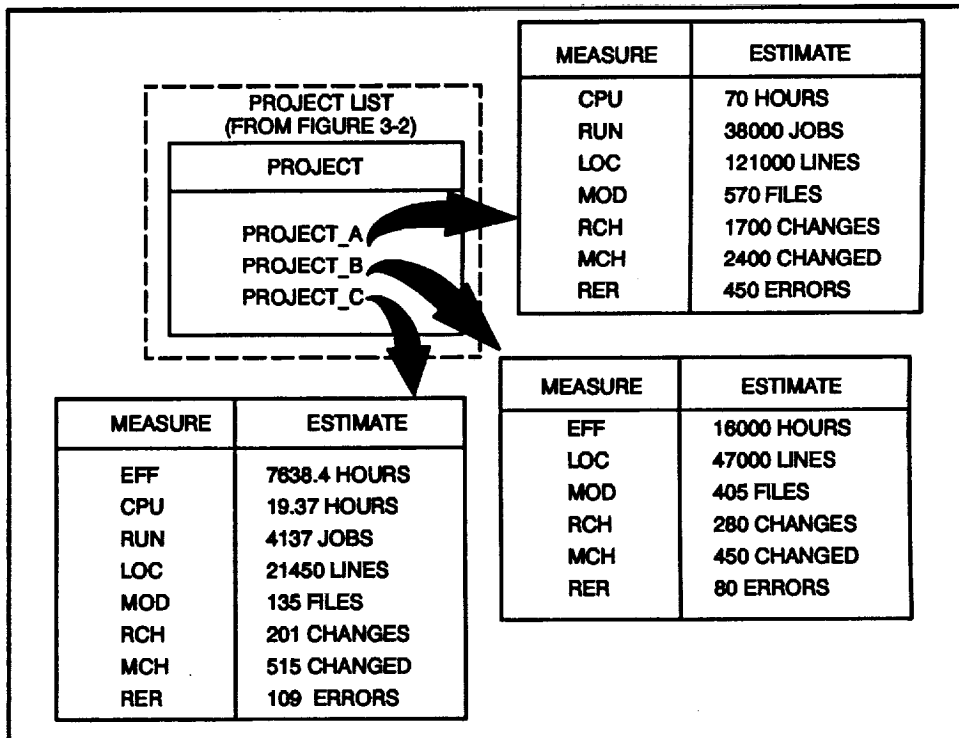 PROJECT LIST
(FROM FIGURE 3-2)
PROJECT
PROJECT_A
PROJECT_B
PROJECT_C
MEASURE ESTIMATE
CPU 70 HOURS
RUN 38000 JOBS
LOC 121000 LINES
MOD 570 FILES
RCH 1700 CHANGES
MCH 2400 CHANGED
RER 450 ERRORS
MEASURE ESTIMATE
EFF 16000 HOURS
LOC 47000 LINES
MOD 405 FILES
RCH 280 CHANGES
MCH 450 CHANGED
RER 80 ERRORS
MEASURE ESTIMATE
EFF 7638.4 HOURS
CPU 19.37 HOURS
RUN 4137 JOBS
LOC 21450 LINES
MOD 135 FILES
RCH 201 CHANGES
MCH 515 CHANGED
RER 109 ERRORS